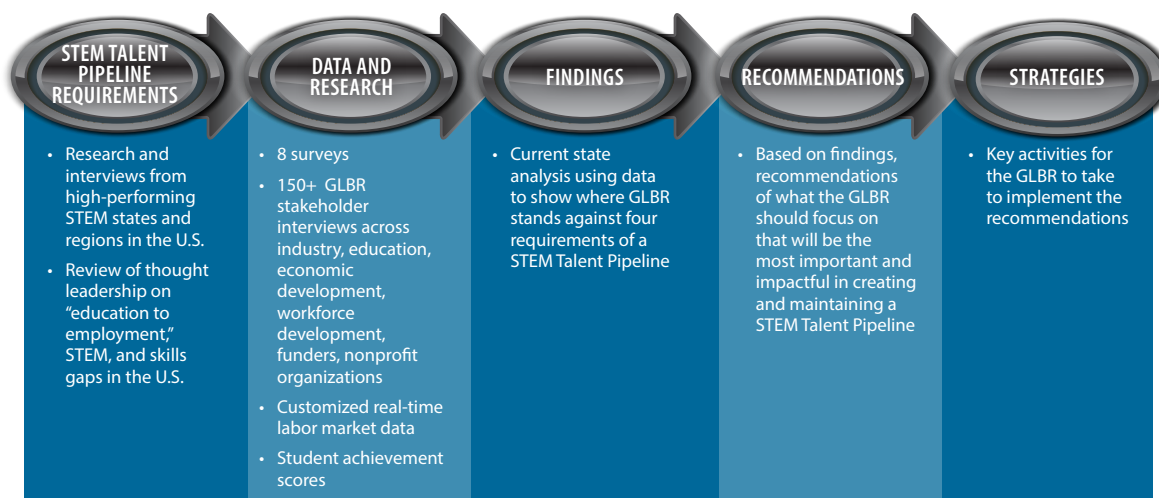 STEM TALENT
PIPELINE
REQUIREMENTS
• Research and
interviews from
high-performing
STEM states and
regions in the U.S.
• Review of thought
leadership on
“education to
employment,”
STEM, and skills
gaps in the U.S.
DATA AND
RESEARCH
• 8 surveys
• 150+ GLBR
stakeholder
interviews across
industry, education,
economic
development,
workforce
development,
funders, nonprofit
organizations
• Customized real-time
labor market data
• Student achievement
scores
FINDINGS
• Current state
analysis using data
to show where GLBR
stands against four
requirements of a
STEM Talent Pipeline
RECOMMENDATIONS
• Based on findings,
recommendations
of what the GLBR
should focus on
that will be the
most important and
impactful in creating
and maintaining a
STEM Talent Pipeline
STRATEGIES
• Key activities for
the GLBR to take
to implement the
recommendations